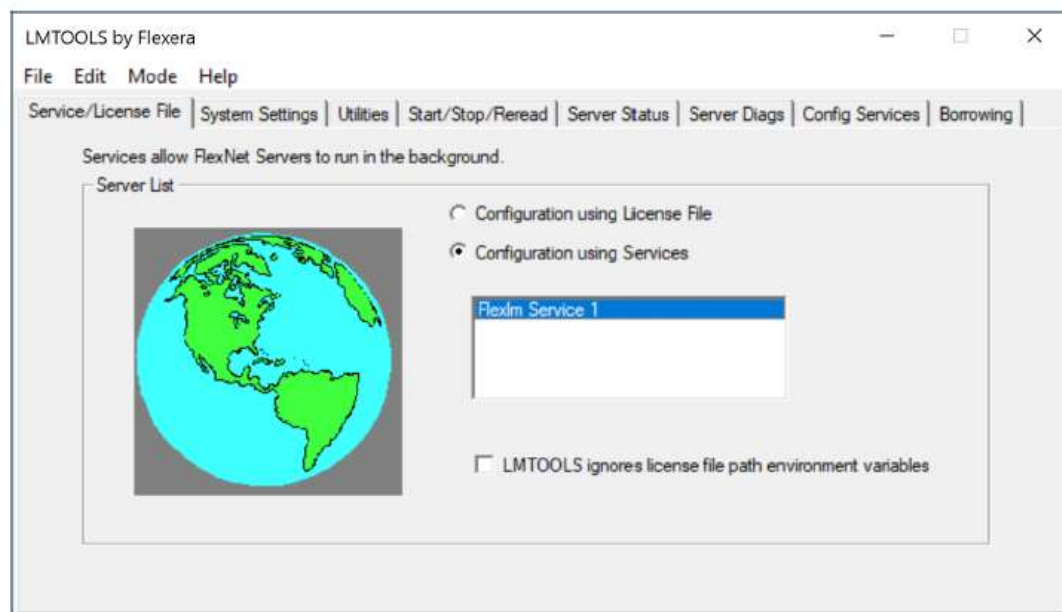 LMTOOLS by Flexera
File Edit Mode Help
Service/License File System Settings Utilities Start/Stop/Reread Server Status Server Diags Config Services Borrowing
Services allow FlexNet Servers to run in the background.
Server List
Configuration using License File
Configuration using Services
Flexlm Service 1
LMTOOLS ignores license file path environment variables